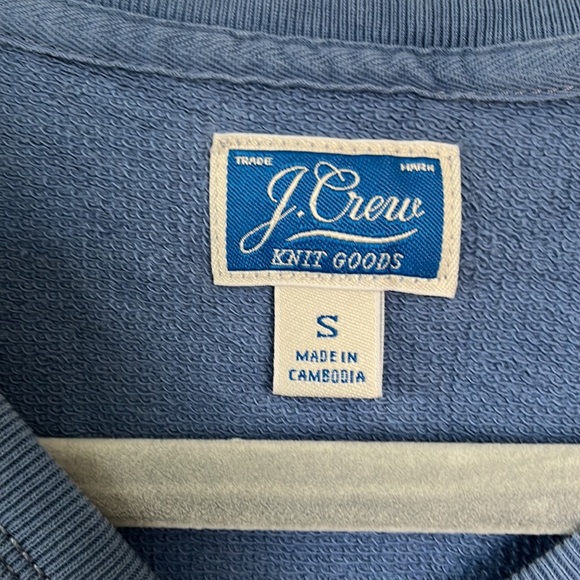 TRADE MARK
J.Crew
KNIT GOODS
S
MADE IN
CAMBODIA